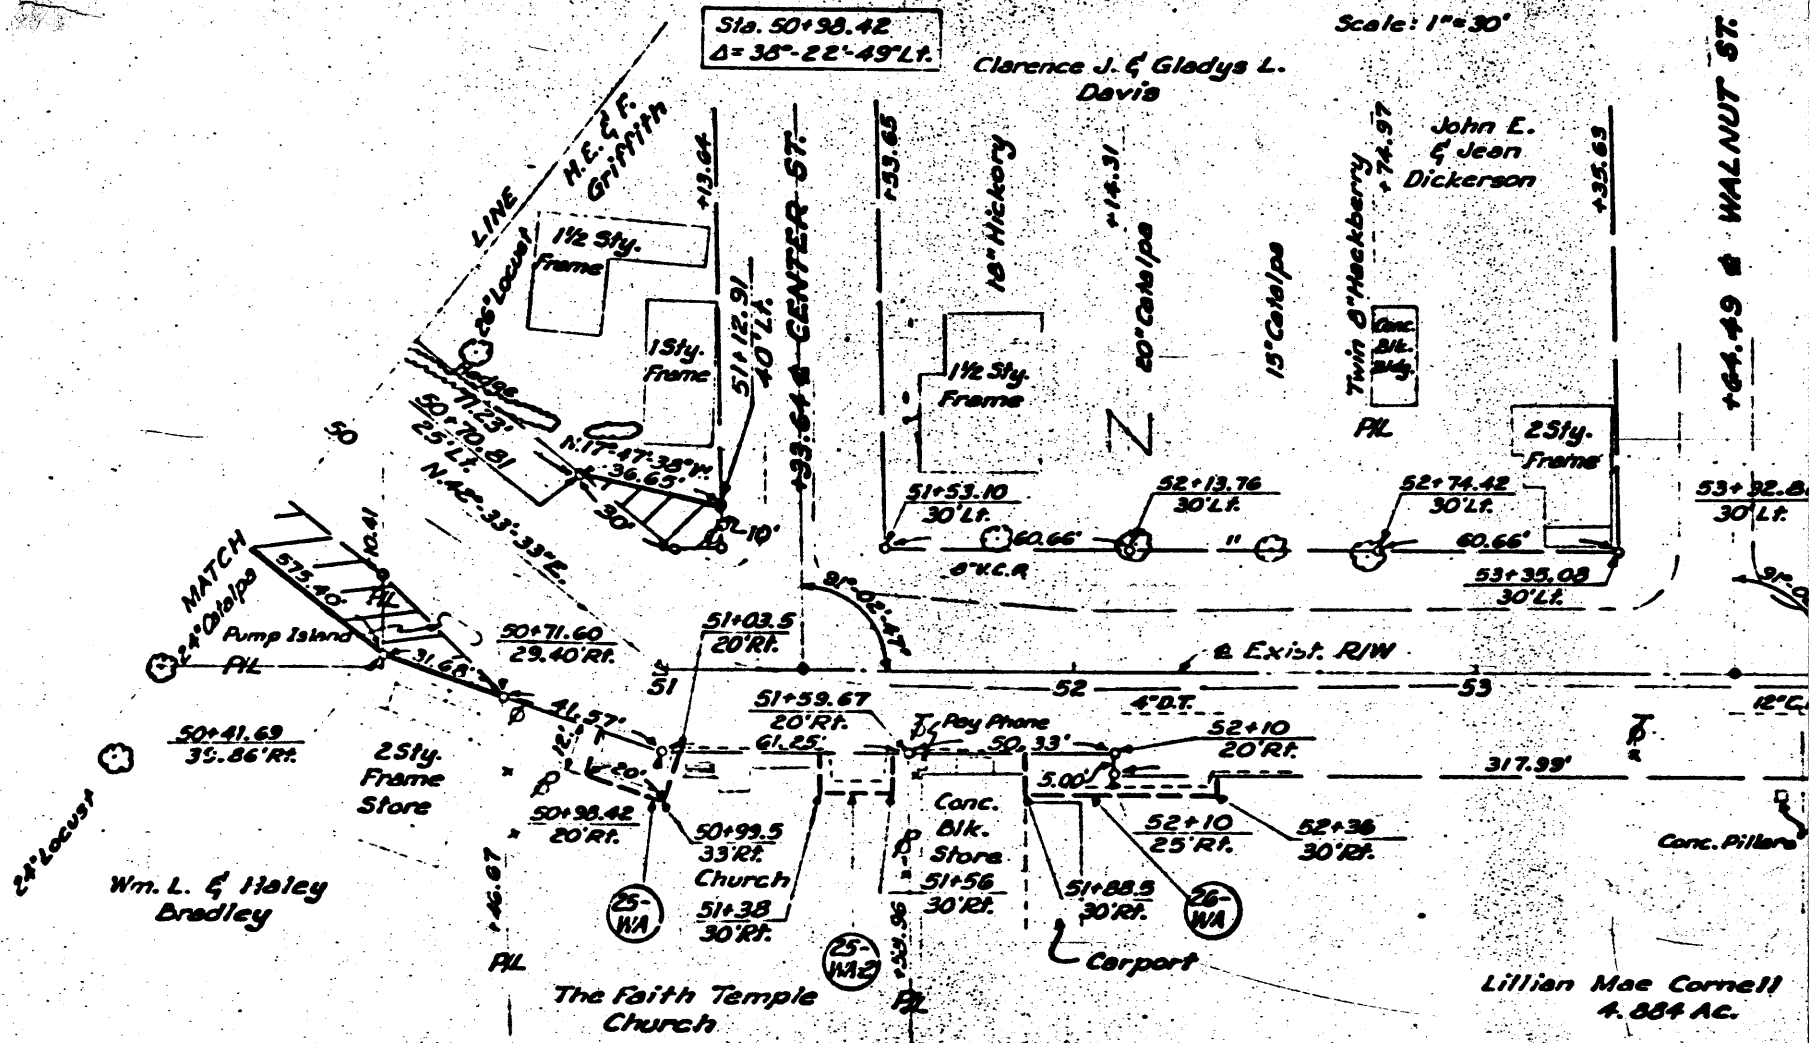 Sta. 50+98.42
Δ= 38°-22'-49"Lt.
Scale: 1"=30'
Clarence J. & Gladys L.
Davis
H.E. & F.
Griffith
LINE
26" Locust
1½ Sty.
Frame
1 Sty.
Frame
+13.64
51+12.91
40' Lt.
+33.64 ℄ CENTER ST.
+53.65
18" Hickory
+14.31
20" Catalpa
15" Catalpa
Twin 8" Hackberry
+74.97
John E.
& Jean
Dickerson
+35.63
+64.49 ℄ WALNUT ST.
Conc.
Blk.
Bldg.
1½ Sty.
Frame
P/L
2 Sty.
Frame
Hedge
71.23'
50+70.81
25' Lt.
N.17°-47'-38"W.
36.65'
30'
10'
N.42°-33'-33"E.
50
51+53.10
30' Lt.
52+13.76
30' Lt.
52+74.42
30' Lt.
53+92.8
30' Lt.
60.66'
"
60.66'
8" V.C.P.
53+35.08
30' Lt.
91°-02'-47"
MATCH
24" Catalpa
575.40'
10.41
P/L
Pump Island
P/L
31.68'
50+71.60
29.40' Rt.
51+03.5
20' Rt.
℄ Exist. R/W
51
52
53
51+59.67
20' Rt.
Pay Phone
4" D.T.
12" C.
41.57'
12'
20'
61.25'
50.33'
52+10
20' Rt.
5.00'
317.99'
50+41.69
35.86' Rt.
2 Sty.
Frame
Store
24" Locust
50+98.42
20' Rt.
50+99.5
33' Rt.
Church
51+38
30' Rt.
Conc.
Blk.
Store
51+56
30' Rt.
52+10
25' Rt.
52+36
30' Rt.
51+88.5
30' Rt.
Conc. Pillars
Wm. L. & Haley
Bradley
+46.67
P/L
25-
WA
25-
WA2
26-
WA
+59.96
P/L
Carport
The Faith Temple
Church
Lillian Mae Cornell
4.884 Ac.